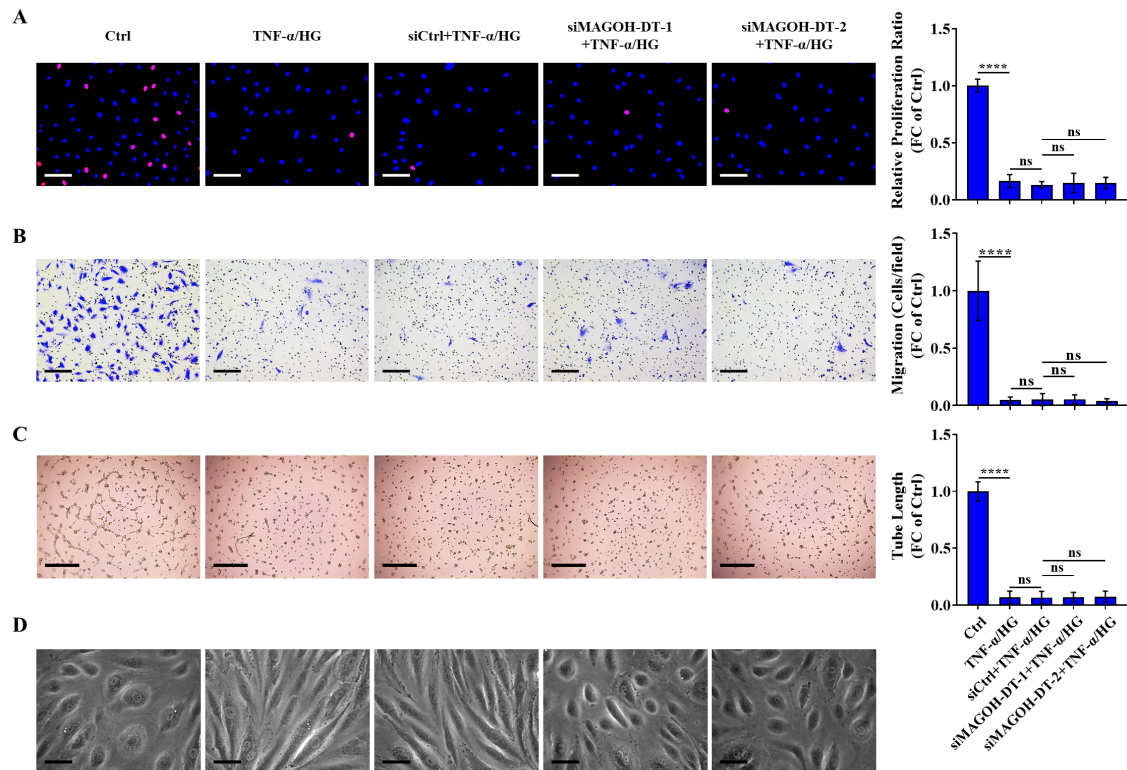 A
Ctrl
TNF-α/HG
siCtrl+TNF-α/HG
siMAGOH-DT-1
+TNF-α/HG
siMAGOH-DT-2
+TNF-α/HG
Relative Proliferation Ratio
(FC of Ctrl)
1.5
1.0
0.5
0.0
****
ns
ns
ns
B
Migration (Cells/field)
(FC of Ctrl)
1.5
1.0
0.5
0.0
****
ns
ns
ns
C
Tube Length
(FC of Ctrl)
1.5
1.0
0.5
0.0
****
ns
ns
ns
Ctrl
TNF-α/HG
siCtrl+TNF-α/HG
siMAGOH-DT-1+TNF-α/HG
siMAGOH-DT-2+TNF-α/HG
D